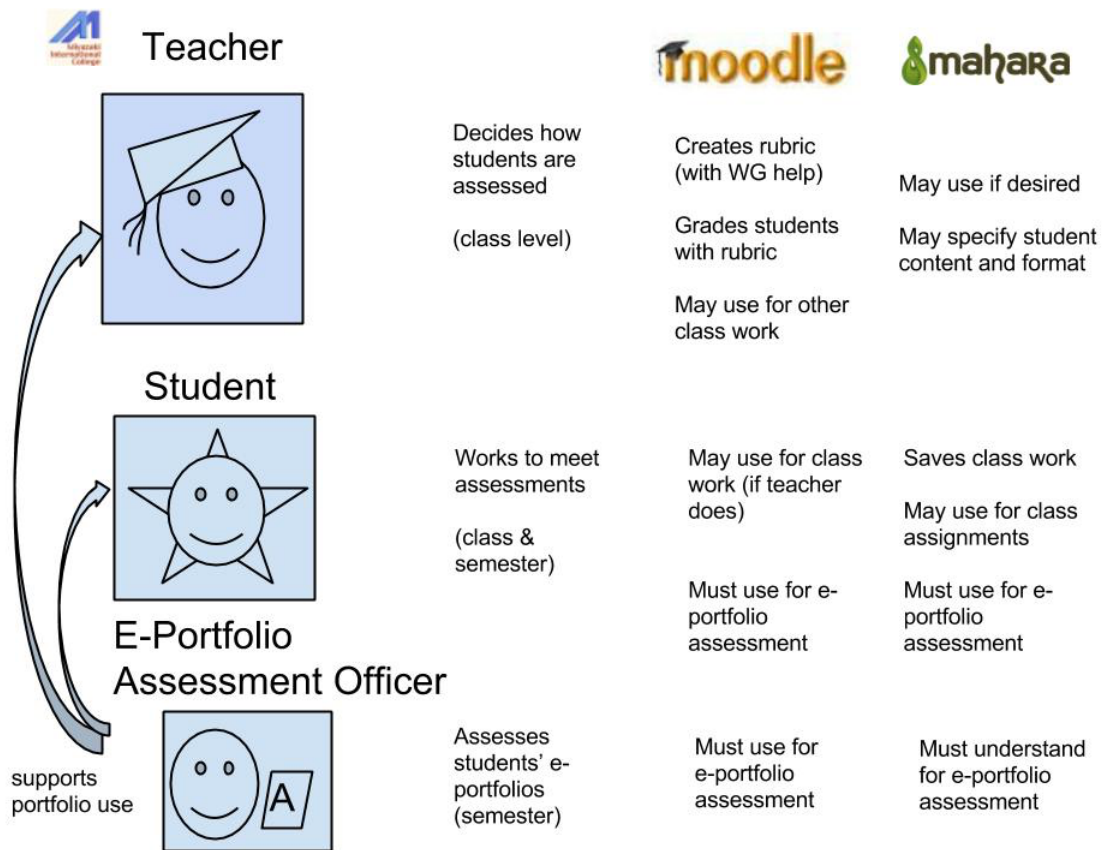 Miyazaki
International
College
Teacher
moodle
mahara
Decides how
students are
assessed
(class level)
Creates rubric
(with WG help)
Grades students
with rubric
May use for other
class work
May use if desired
May specify student
content and format
Student
Works to meet
assessments
(class &
semester)
May use for class
work (if teacher
does)
Must use for e-
portfolio
assessment
Saves class work
May use for class
assignments
Must use for e-
portfolio
assessment
E-Portfolio
Assessment Officer
supports
portfolio use
A
Assesses
students’ e-
portfolios
(semester)
Must use for
e-portfolio
assessment
Must understand
for e-portfolio
assessment